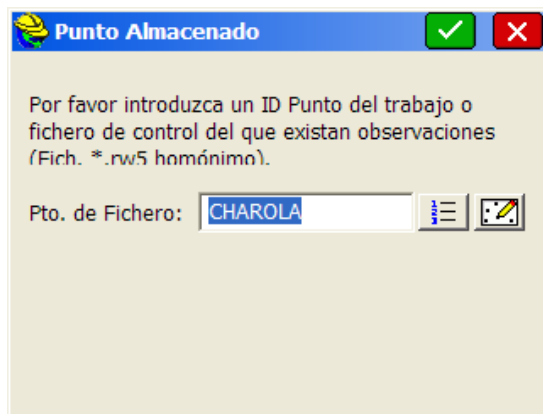 Punto Almacenado
Por favor introduzca un ID Punto del trabajo o
fichero de control del que existan observaciones
(Fich. *.rw5 homónimo).
Pto. de Fichero: CHAROLA